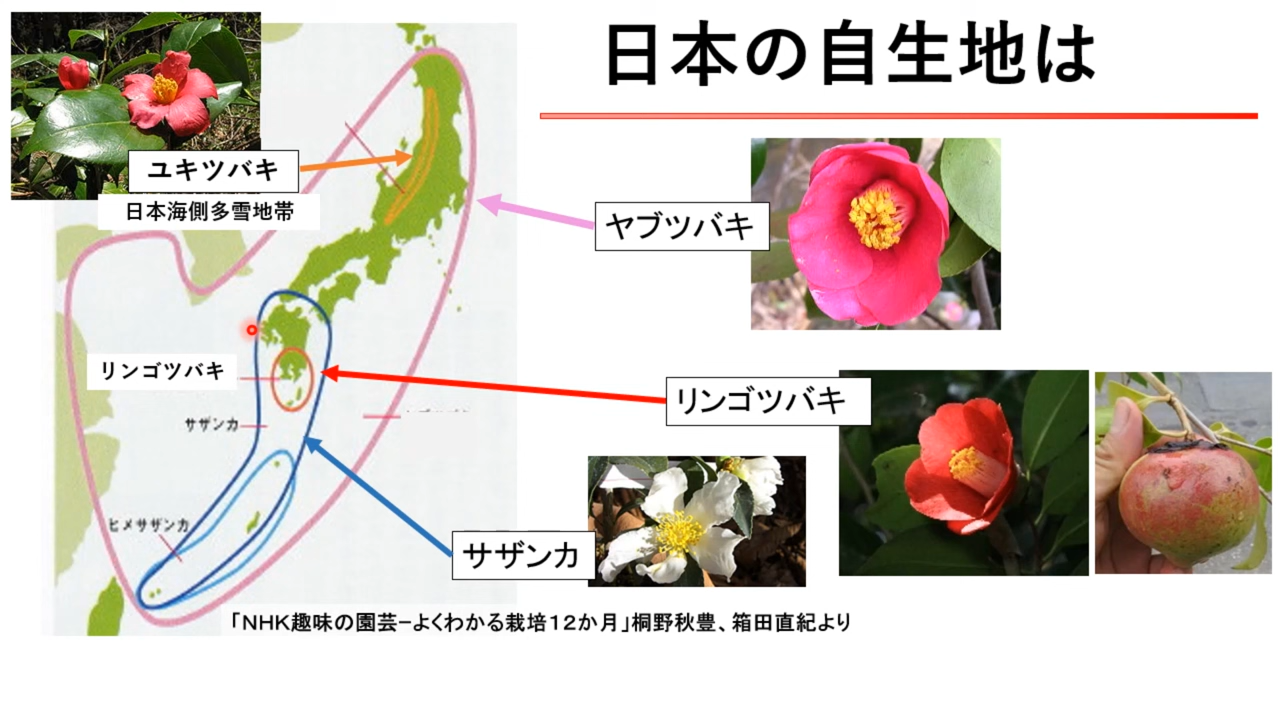 日本の自生地は
ユキツバキ
日本海側多雪地帯
ヤブツバキ
リンゴツバキ
リンゴツバキ
サザンカ
ヒメサザンカ
サザンカ
「NHK趣味の園芸−よくわかる栽培12か月」桐野秋豊、箱田直紀より